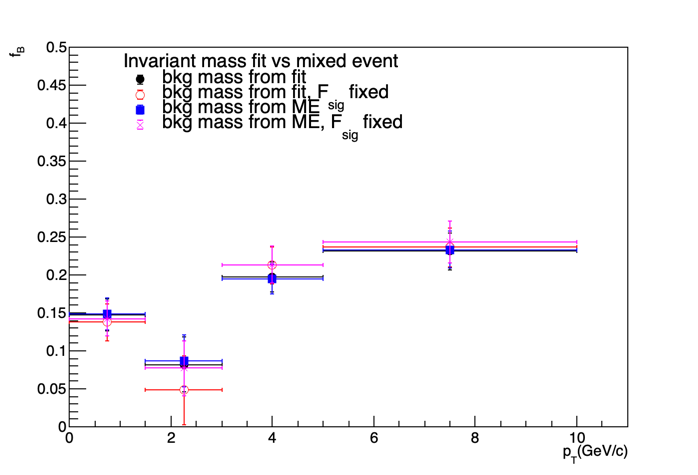 f_B
0.5
Invariant mass fit vs mixed event
bkg mass from fit
0.45
bkg mass from fit, F_sig fixed
bkg mass from ME
0.4
bkg mass from ME, F_sig fixed
0.35
0.3
0.25
0.2
0.15
0.1
0.05
0
0 2 4 6 8 10
p_T(GeV/c)